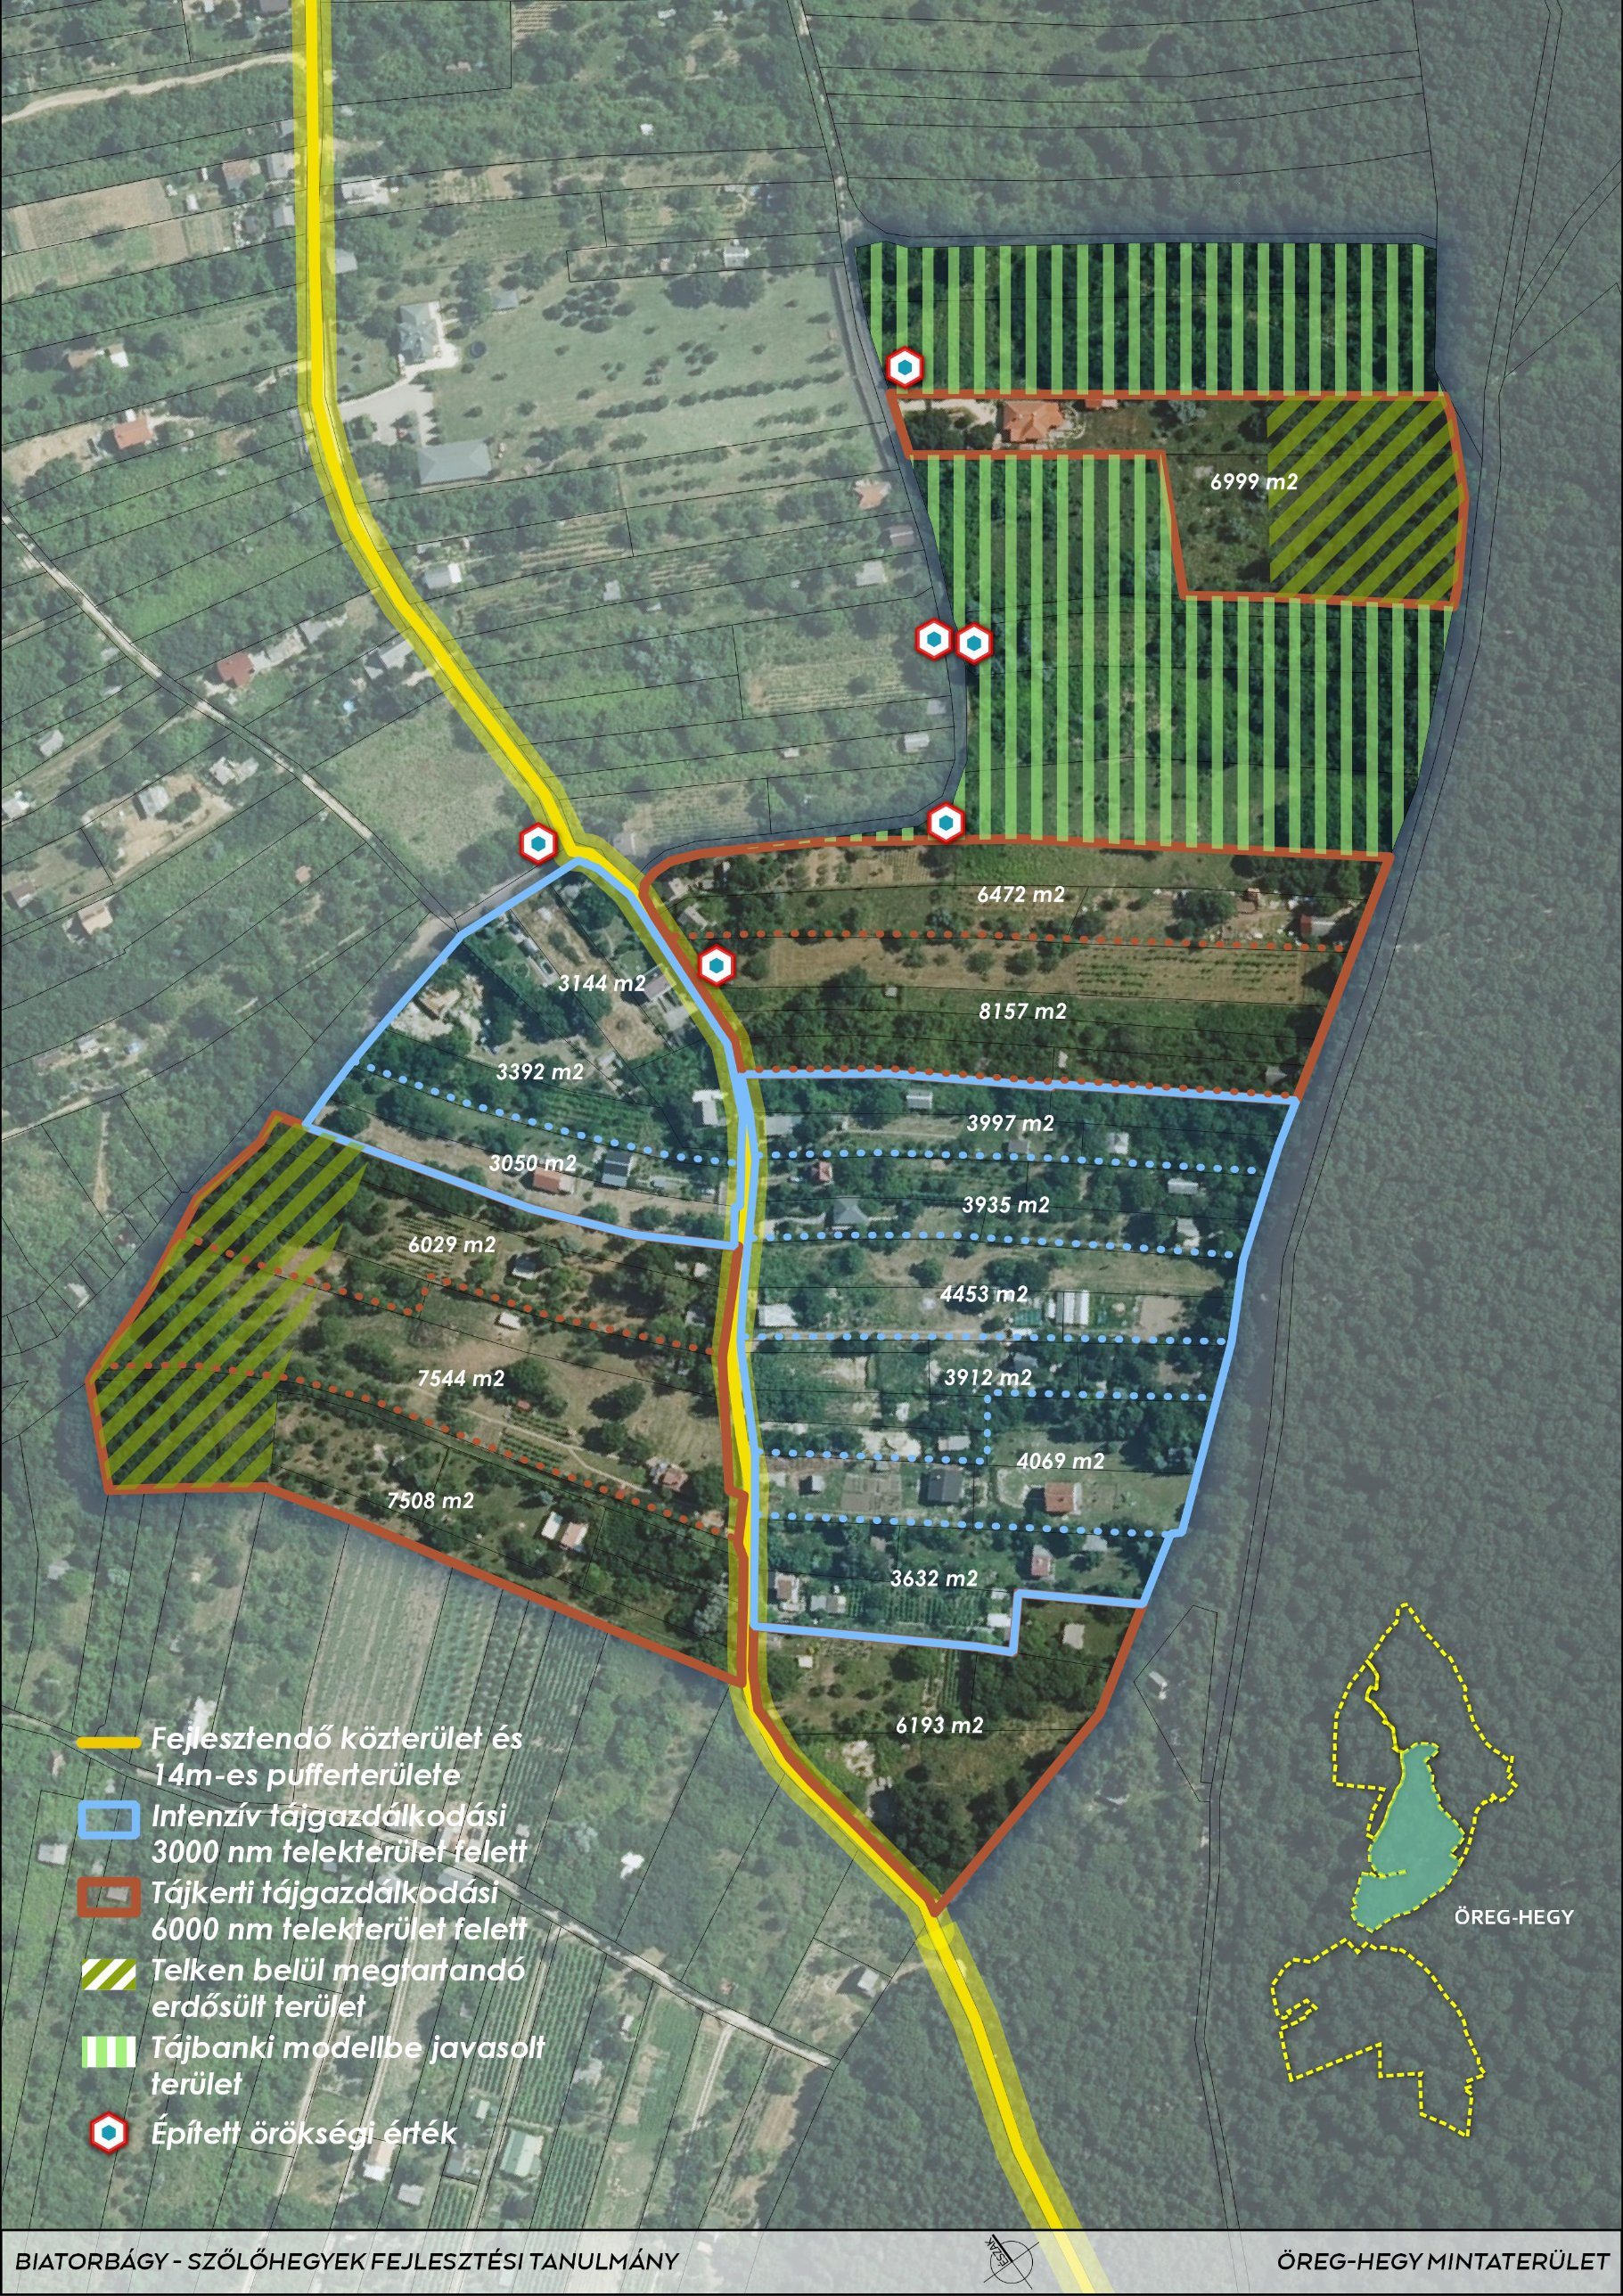 6999 m2
6472 m2
3144 m2
8157 m2
3392 m2
3997 m2
3050 m2
3935 m2
6029 m2
4453 m2
7544 m2
3912 m2
4069 m2
7508 m2
3632 m2
6193 m2
Fejlesztendő közterület és
14m-es pufferterülete
Intenzív tájgazdálkodási
3000 nm telekterület felett
Tájkerti tájgazdálkodási
6000 nm telekterület felett
Telken belül megtartandó
erdősült terület
Tájbanki modellbe javasolt
terület
Épített örökségi érték
ÖREG-HEGY
BIATORBÁGY - SZŐLŐHEGYEK FEJLESZTÉSI TANULMÁNY
ÉSZAK
ÖREG-HEGY MINTATERÜLET